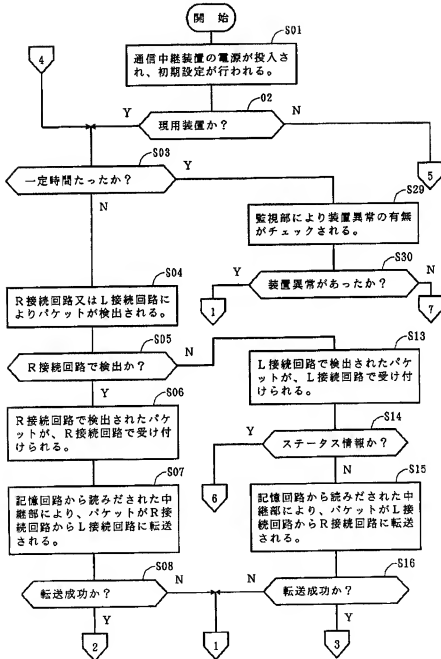 開 始
S01
通信中継装置の電源が投入さ
れ、初期設定が行われる。
4
Y
02
現用装置か?
N
5
S03
一定時間たったか?
Y
N
S29
監視部により装置異常の有無
がチェックされる。
S30
Y
装置異常があったか?
N
1
7
S04
R接続回路又はL接続回路に
よりパケットが検出される。
S05
R接続回路で検出か?
N
Y
S13
L接続回路で検出されたパケ
ットが、L接続回路で受け付
けられる。
S06
R接続回路で検出されたパケ
ットが、R接続回路で受け付
けられる。
S14
Y
ステータス情報か?
6
N
S07
記憶回路から読みだされた中
継部により、パケットがR接
続回路からL接続回路に転送
される。
S15
記憶回路から読みだされた中
継部により、パケットがL接
続回路からR接続回路に転送
される。
S08
転送成功か?
N
Y
2
1
S16
N
転送成功か?
Y
3